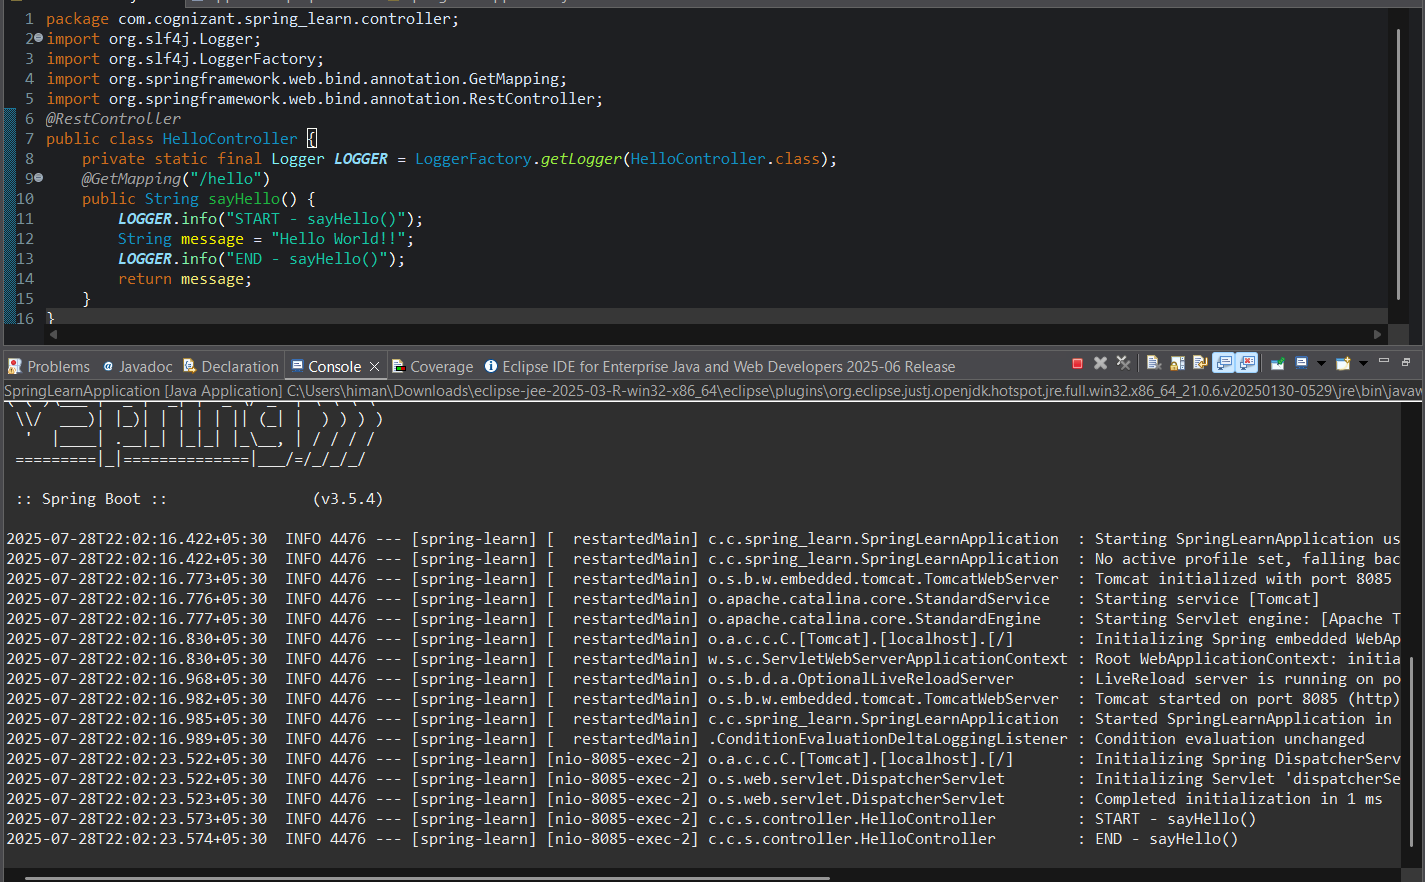 1 package com.cognizant.spring_learn.controller;
2 import org.slf4j.Logger;
3 import org.slf4j.LoggerFactory;
4 import org.springframework.web.bind.annotation.GetMapping;
5 import org.springframework.web.bind.annotation.RestController;
6 @RestController
7 public class HelloController {
8     private static final Logger LOGGER = LoggerFactory.getLogger(HelloController.class);
9     @GetMapping("/hello")
10     public String sayHello() {
11         LOGGER.info("START - sayHello()");
12         String message = "Hello World!!";
13         LOGGER.info("END - sayHello()");
14         return message;
15     }
16 }
Problems Javadoc Declaration Console Coverage Eclipse IDE for Enterprise Java and Web Developers 2025-06 Release
SpringLearnApplication [Java Application] C:\Users\himan\Downloads\eclipse-jee-2025-03-R-win32-x86_64\eclipse\plugins\org.eclipse.justj.openjdk.hotspot.jre.full.win32.x86_64_21.0.6.v20250130-0529\jre\bin\javaw
 \\/  ___)| |_)| | | | | || (_| |  ) ) ) )
  '  |____| .__|_| |_|_| |_\__, | / / / /
 =========|_|==============|___/=/_/_/_/
 :: Spring Boot ::                (v3.5.4)
2025-07-28T22:02:16.422+05:30  INFO 4476 --- [spring-learn] [  restartedMain] c.c.spring_learn.SpringLearnApplication  : Starting SpringLearnApplication us
2025-07-28T22:02:16.422+05:30  INFO 4476 --- [spring-learn] [  restartedMain] c.c.spring_learn.SpringLearnApplication  : No active profile set, falling bac
2025-07-28T22:02:16.773+05:30  INFO 4476 --- [spring-learn] [  restartedMain] o.s.b.w.embedded.tomcat.TomcatWebServer  : Tomcat initialized with port 8085
2025-07-28T22:02:16.776+05:30  INFO 4476 --- [spring-learn] [  restartedMain] o.apache.catalina.core.StandardService   : Starting service [Tomcat]
2025-07-28T22:02:16.777+05:30  INFO 4476 --- [spring-learn] [  restartedMain] o.apache.catalina.core.StandardEngine    : Starting Servlet engine: [Apache T
2025-07-28T22:02:16.830+05:30  INFO 4476 --- [spring-learn] [  restartedMain] o.a.c.c.C.[Tomcat].[localhost].[/]       : Initializing Spring embedded WebAp
2025-07-28T22:02:16.830+05:30  INFO 4476 --- [spring-learn] [  restartedMain] w.s.c.ServletWebServerApplicationContext : Root WebApplicationContext: initia
2025-07-28T22:02:16.968+05:30  INFO 4476 --- [spring-learn] [  restartedMain] o.s.b.d.a.OptionalLiveReloadServer       : LiveReload server is running on po
2025-07-28T22:02:16.982+05:30  INFO 4476 --- [spring-learn] [  restartedMain] o.s.b.w.embedded.tomcat.TomcatWebServer  : Tomcat started on port 8085 (http)
2025-07-28T22:02:16.985+05:30  INFO 4476 --- [spring-learn] [  restartedMain] c.c.spring_learn.SpringLearnApplication  : Started SpringLearnApplication in
2025-07-28T22:02:16.989+05:30  INFO 4476 --- [spring-learn] [  restartedMain] .ConditionEvaluationDeltaLoggingListener : Condition evaluation unchanged
2025-07-28T22:02:23.522+05:30  INFO 4476 --- [spring-learn] [nio-8085-exec-2] o.a.c.c.C.[Tomcat].[localhost].[/]       : Initializing Spring DispatcherServ
2025-07-28T22:02:23.522+05:30  INFO 4476 --- [spring-learn] [nio-8085-exec-2] o.s.web.servlet.DispatcherServlet        : Initializing Servlet 'dispatcherSe
2025-07-28T22:02:23.523+05:30  INFO 4476 --- [spring-learn] [nio-8085-exec-2] o.s.web.servlet.DispatcherServlet        : Completed initialization in 1 ms
2025-07-28T22:02:23.573+05:30  INFO 4476 --- [spring-learn] [nio-8085-exec-2] c.c.s.controller.HelloController         : START - sayHello()
2025-07-28T22:02:23.574+05:30  INFO 4476 --- [spring-learn] [nio-8085-exec-2] c.c.s.controller.HelloController         : END - sayHello()